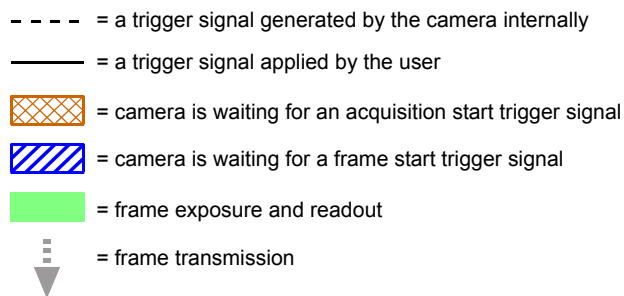 = a trigger signal generated by the camera internally
= a trigger signal applied by the user
= camera is waiting for an acquisition start trigger signal
= camera is waiting for a frame start trigger signal
= frame exposure and readout
= frame transmission